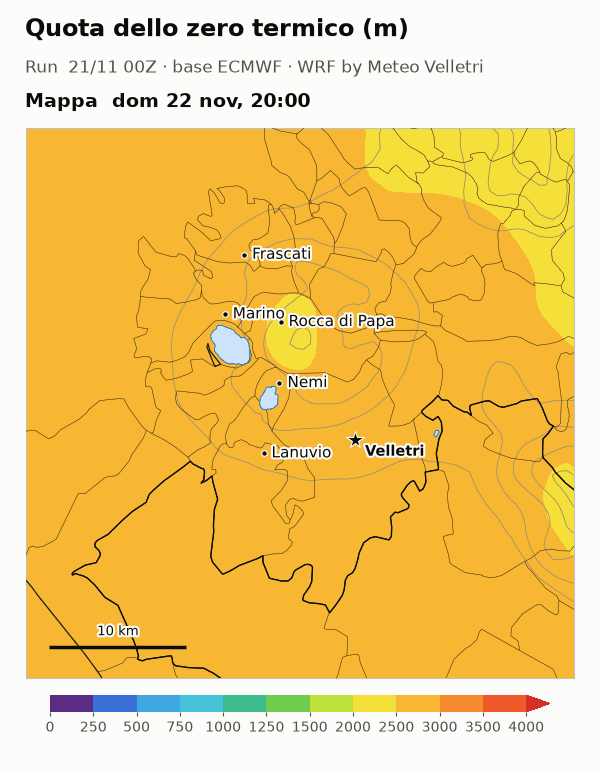 Quota dello zero termico (m)
Run  21/11 00Z · base ECMWF · WRF by Meteo Velletri
Mappa  dom 22 nov, 20:00
Frascati
Marino
Rocca di Papa
Nemi
Velletri
Lanuvio
10 km
0 250 500 750 1000 1250 1500 2000 2500 3000 3500 4000